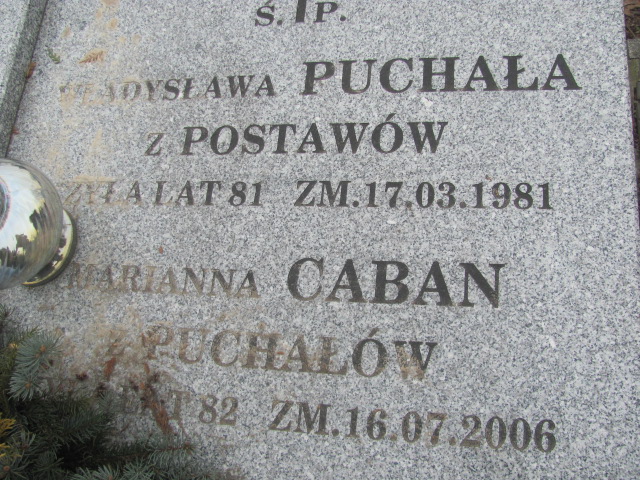 Ś.†P.
WŁADYSŁAWA PUCHAŁA
Z POSTAWÓW
ŻYŁA LAT 81 ZM.17.03.1981
MARIANNA CABAN
Z PUCHAŁÓW
LAT 82 ZM.16.07.2006